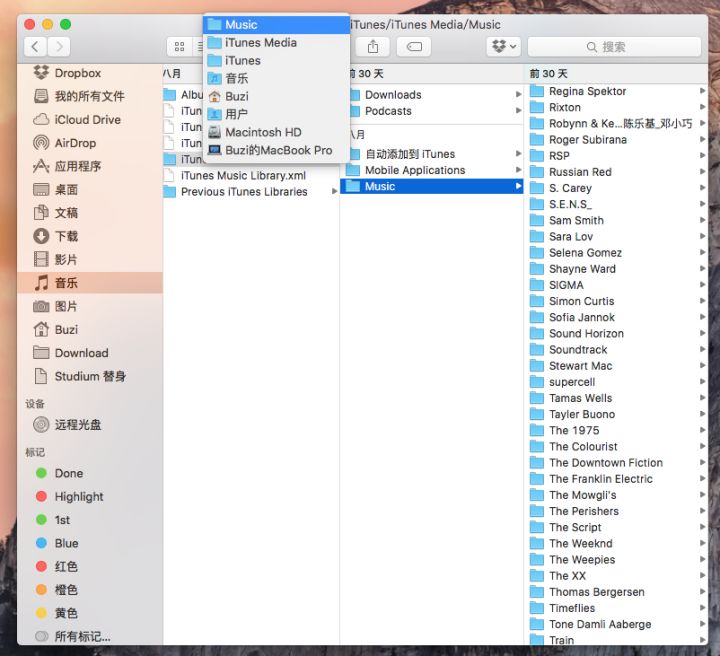 iTunes/iTunes Media/Music
Music
iTunes Media
iTunes
音乐
Buzi
用户
Macintosh HD
Buzi的MacBook Pro
搜索
Dropbox
我的所有文件
iCloud Drive
AirDrop
应用程序
桌面
文稿
下载
影片
音乐
图片
Buzi
Download
Studium 替身
设备
远程光盘
标记
Done
Highlight
1st
Blue
红色
橙色
黄色
所有标记...
八月
Albu
iTun
iTun
iTun
iTun
iTunes Music Library.xml
Previous iTunes Libraries
前 30 天
Downloads
Podcasts
八月
自动添加到 iTunes
Mobile Applications
Music
前 30 天
Regina Spektor
Rixton
Robynn & Ke...陈乐基_邓小巧
Roger Subirana
RSP
Russian Red
S. Carey
S.E.N.S_
Sam Smith
Sara Lov
Selena Gomez
Shayne Ward
SIGMA
Simon Curtis
Sofia Jannok
Sound Horizon
Soundtrack
Stewart Mac
supercell
Tamas Wells
Tayler Buono
The 1975
The Colourist
The Downtown Fiction
The Franklin Electric
The Mowgli's
The Perishers
The Script
The Weeknd
The Weepies
The XX
Thomas Bergersen
Timeflies
Tone Damli Aaberge
Train